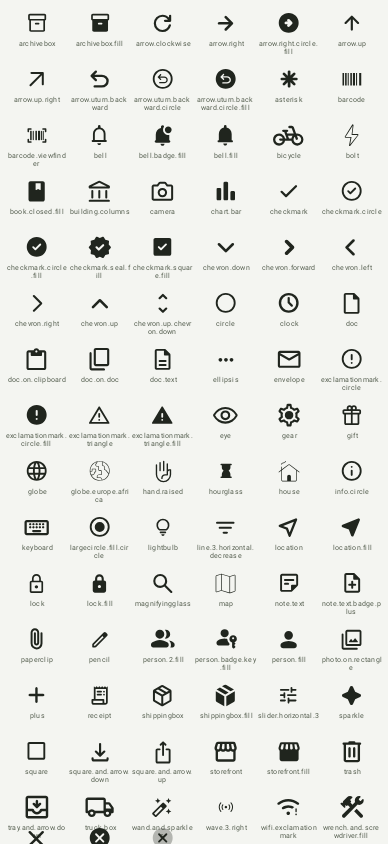 archivebox archivebox.fill arrow.clockwise arrow.right arrow.right.circle. arrow.up
fill
arrow.up.right arrow.uturn.back arrow.uturn.back arrow.uturn.back asterisk barcode
ward ward.circle ward.circle.fill
barcode.viewfind bell bell.badge.fill bell.fill bicycle bolt
er
book.closed.fill building.columns camera chart.bar checkmark checkmark.circle
checkmark.circle checkmark.seal.f checkmark.squar chevron.down chevron.forward chevron.left
.fill ill e.fill
chevron.right chevron.up chevron.up.chevr circle clock doc
on.down
doc.on.clipboard doc.on.doc doc.text ellipsis envelope exclamationmark.
circle
exclamationmark. exclamationmark. exclamationmark. eye gear gift
circle.fill triangle triangle.fill
globe globe.europe.afri hand.raised hourglass house info.circle
ca
keyboard largecircle.fill.cir lightbulb line.3.horizontal. location location.fill
cle decrease
lock lock.fill magnifyingglass map note.text note.text.badge.p
lus
paperclip pencil person.2.fill person.badge.key person.fill photo.on.rectangl
.fill e
plus receipt shippingbox shippingbox.fill slider.horizontal.3 sparkle
square square.and.arrow. square.and.arrow. storefront storefront.fill trash
down up
tray.and.arrow.do truck.box wand.and.sparkle wave.3.right wifi.exclamation wrench.and.scre
mark wdriver.fill